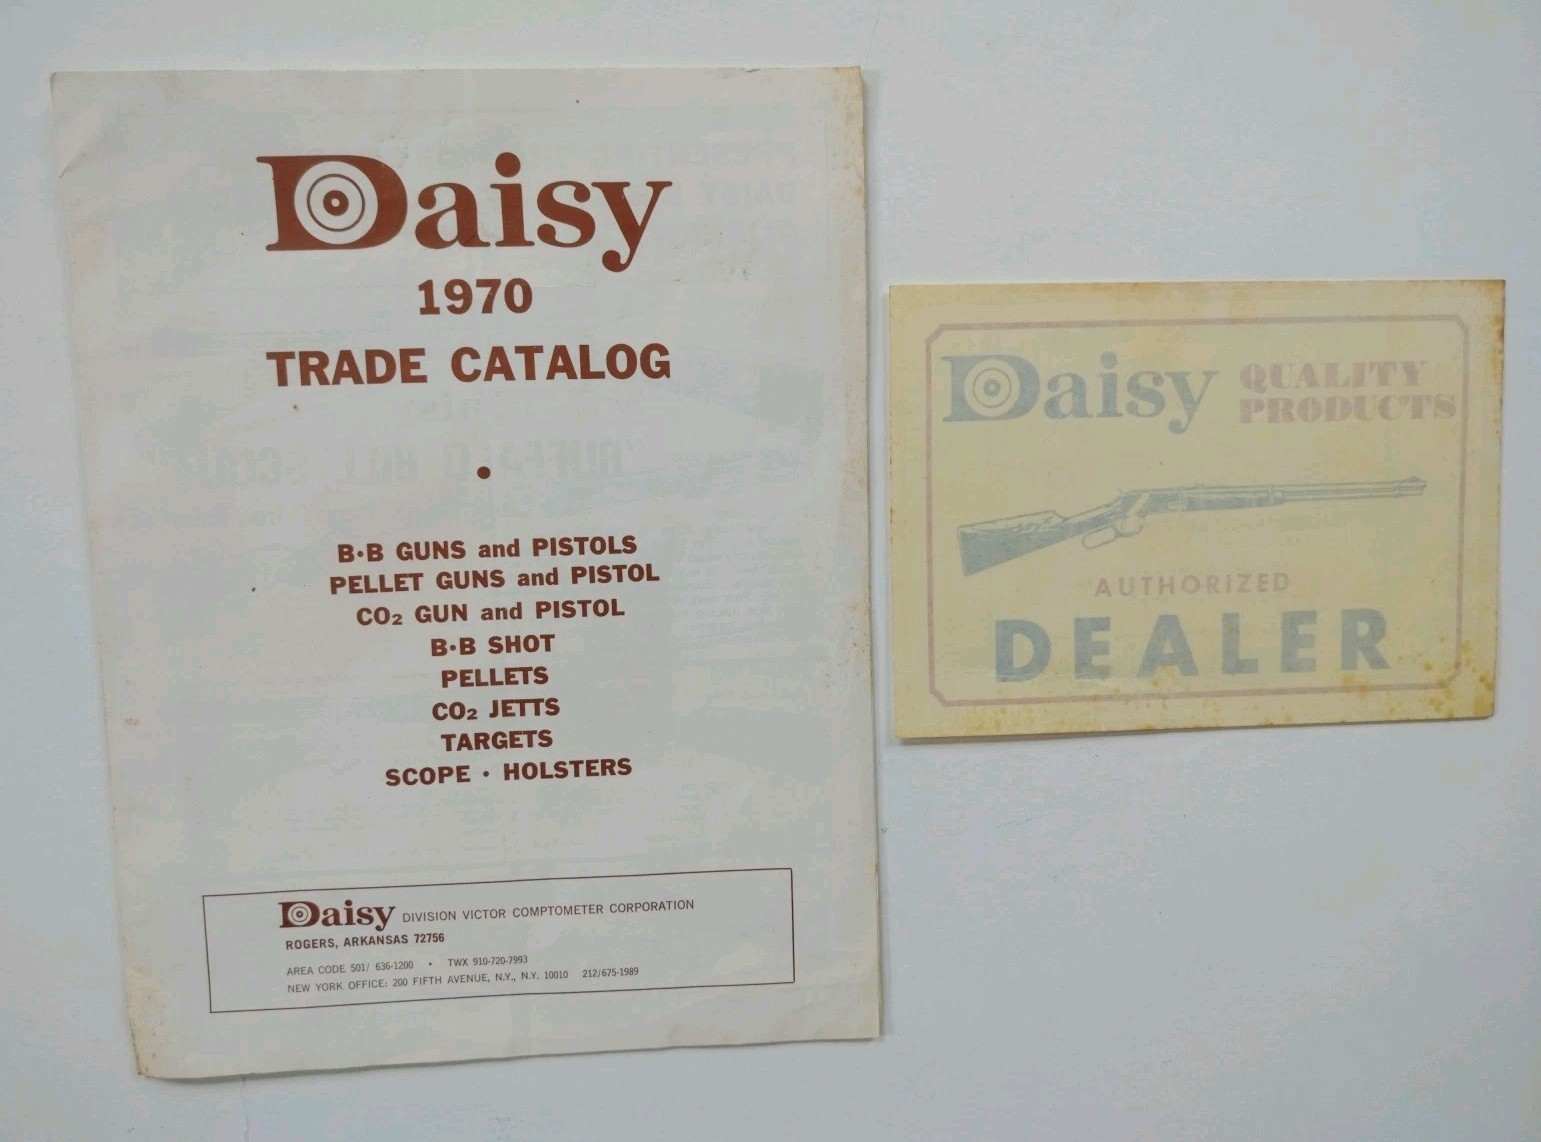 Daisy
1970
TRADE CATALOG
•
B•B GUNS and PISTOLS
PELLET GUNS and PISTOL
CO₂ GUN and PISTOL
B•B SHOT
PELLETS
CO₂ JETTS
TARGETS
SCOPE • HOLSTERS
Daisy DIVISION VICTOR COMPTOMETER CORPORATION
ROGERS, ARKANSAS 72756
AREA CODE 501/ 636-1200 • TWX 910-720-7993
NEW YORK OFFICE: 200 FIFTH AVENUE, N.Y., N.Y. 10010 212/675-1989
Daisy QUALITY
PRODUCTS
AUTHORIZED
DEALER